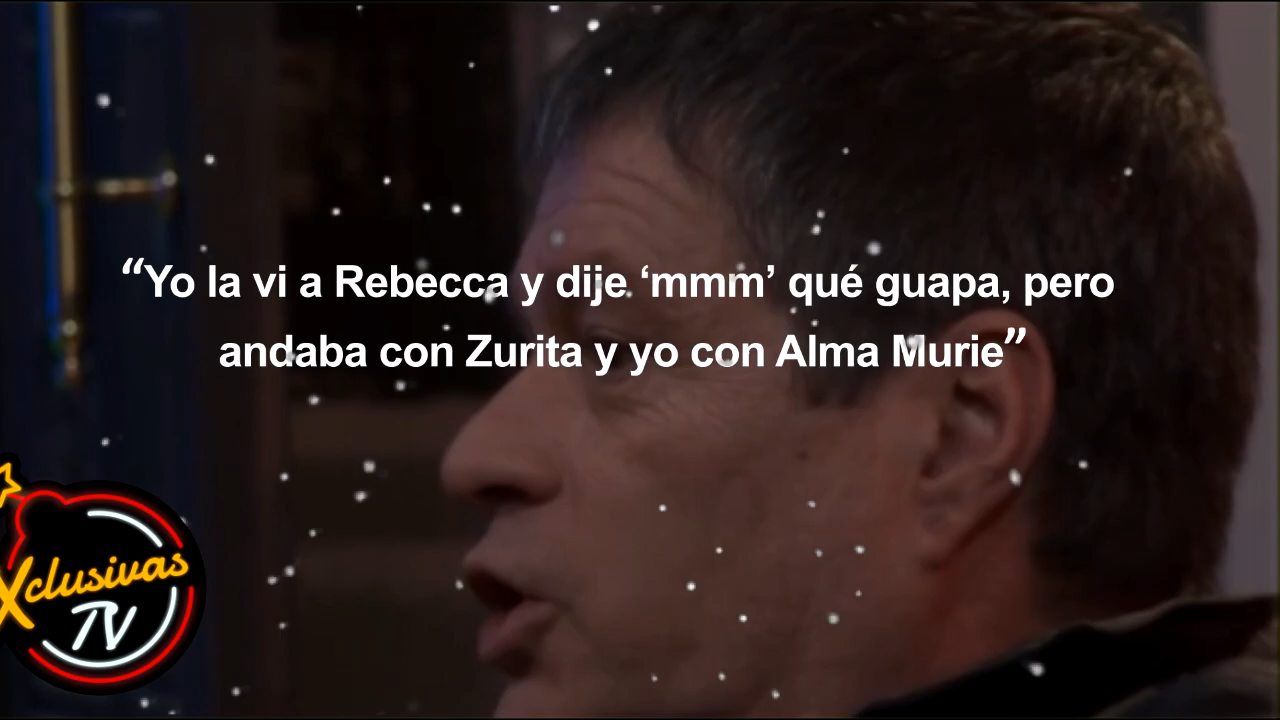 “Yo la vi a Rebecca y dije ‘mmm’ qué guapa, pero
andaba con Zurita y yo con Alma Murie”
Xclusivas
TV